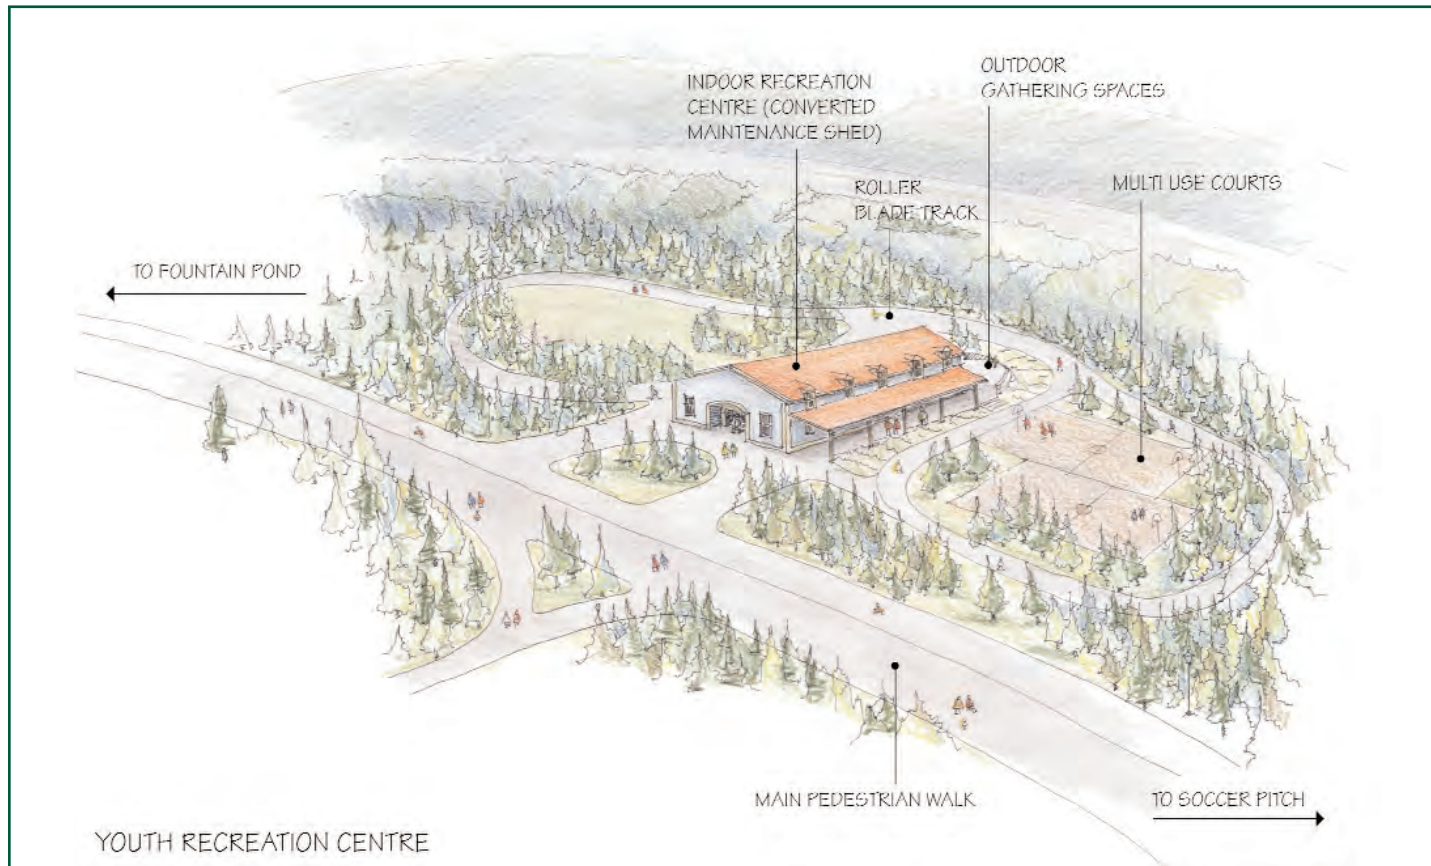 INDOOR RECREATION
CENTRE (CONVERTED
MAINTENANCE SHED)
OUTDOOR
GATHERING SPACES
ROLLER
BLADE TRACK
MULTI USE COURTS
TO FOUNTAIN POND
MAIN PEDESTRIAN WALK
TO SOCCER PITCH
YOUTH RECREATION CENTRE